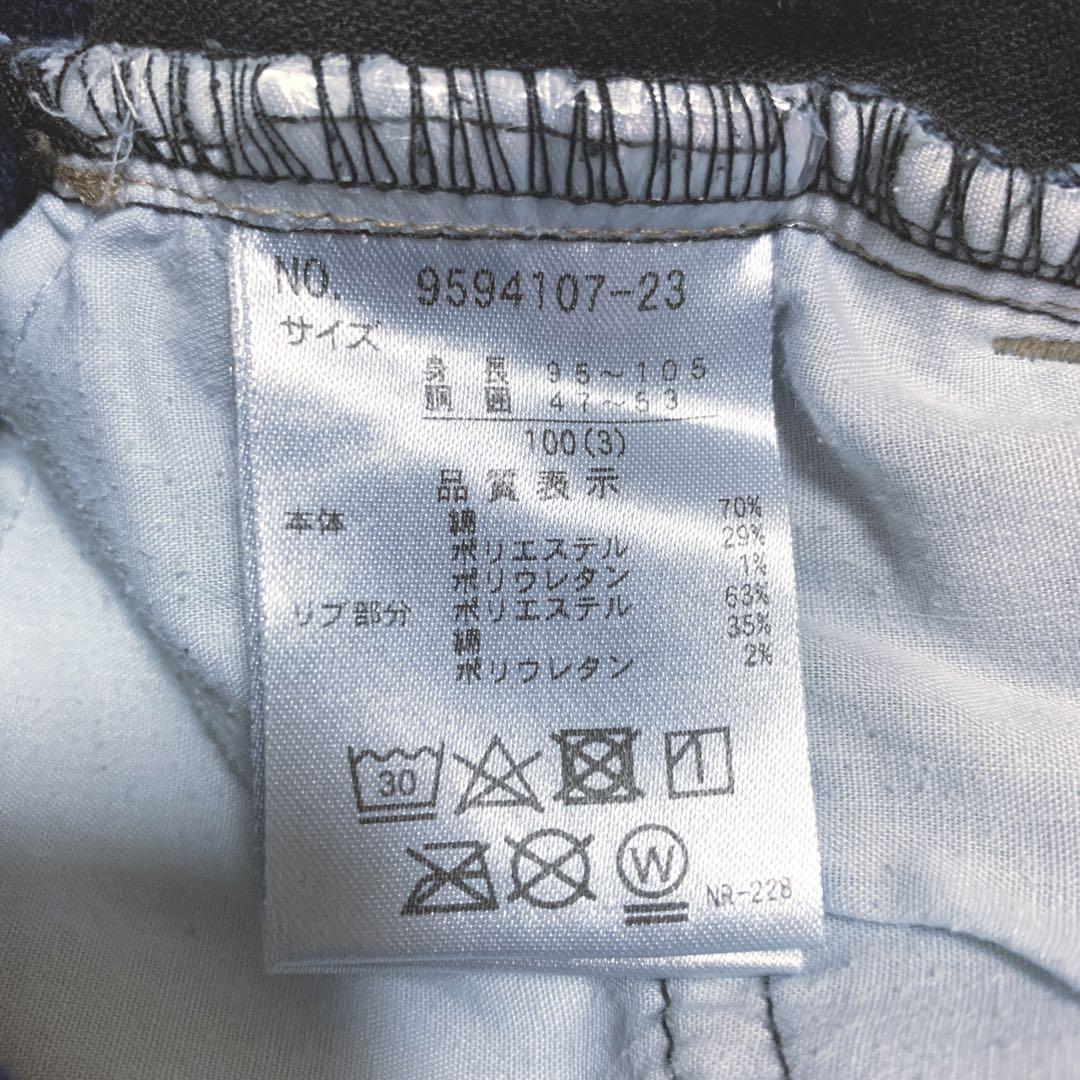 NO. 9594107-23
サイズ
身長 95~105
胴囲 47~53
100(3)
品質表示
本体 綿 70%
ポリエステル 29%
ポリウレタン 1%
リブ部分 ポリエステル 63%
綿 35%
ポリウレタン 2%
30
W
NR-228